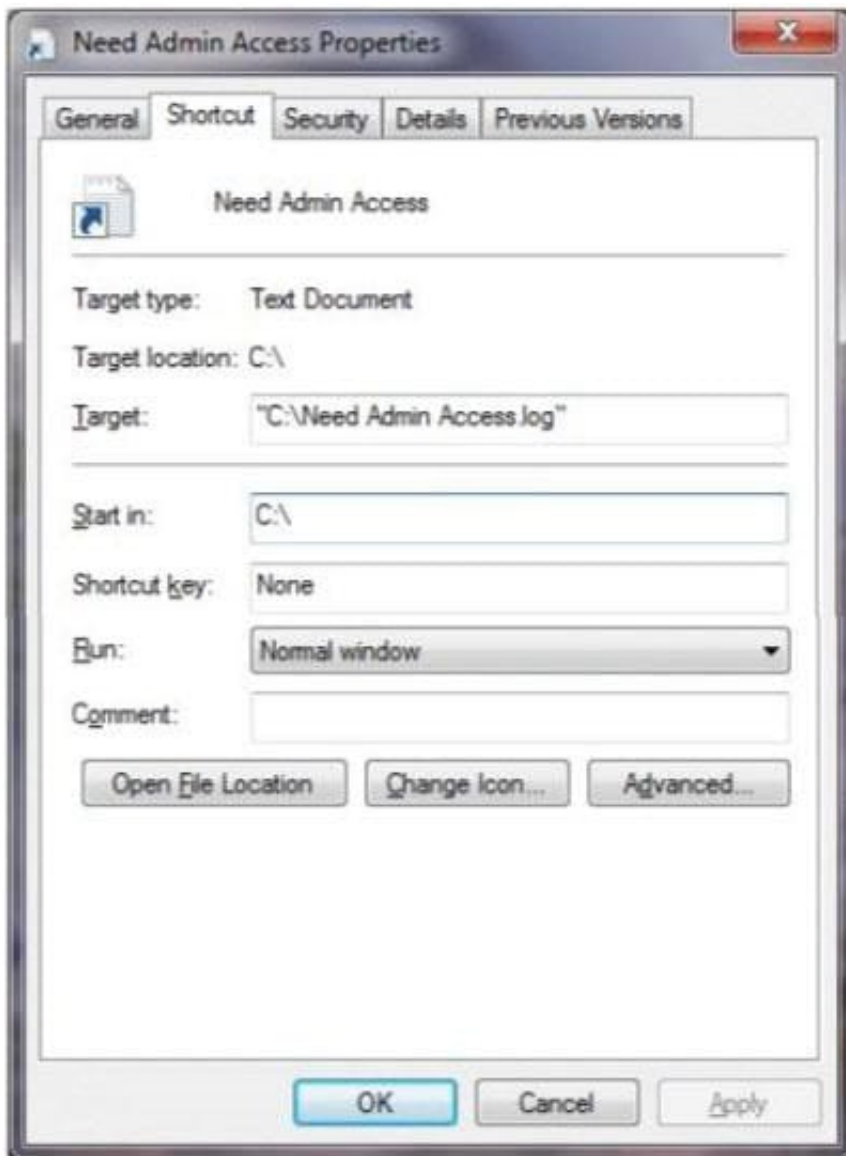 Need Admin Access Properties
x
General Shortcut Security Details Previous Versions
Need Admin Access
Target type: Text Document
Target location: C:\
Target: "C:\Need Admin Access.log"
Start in: C:\
Shortcut key: None
Run: Normal window
Comment:
Open File Location Change Icon... Advanced...
OK Cancel Apply